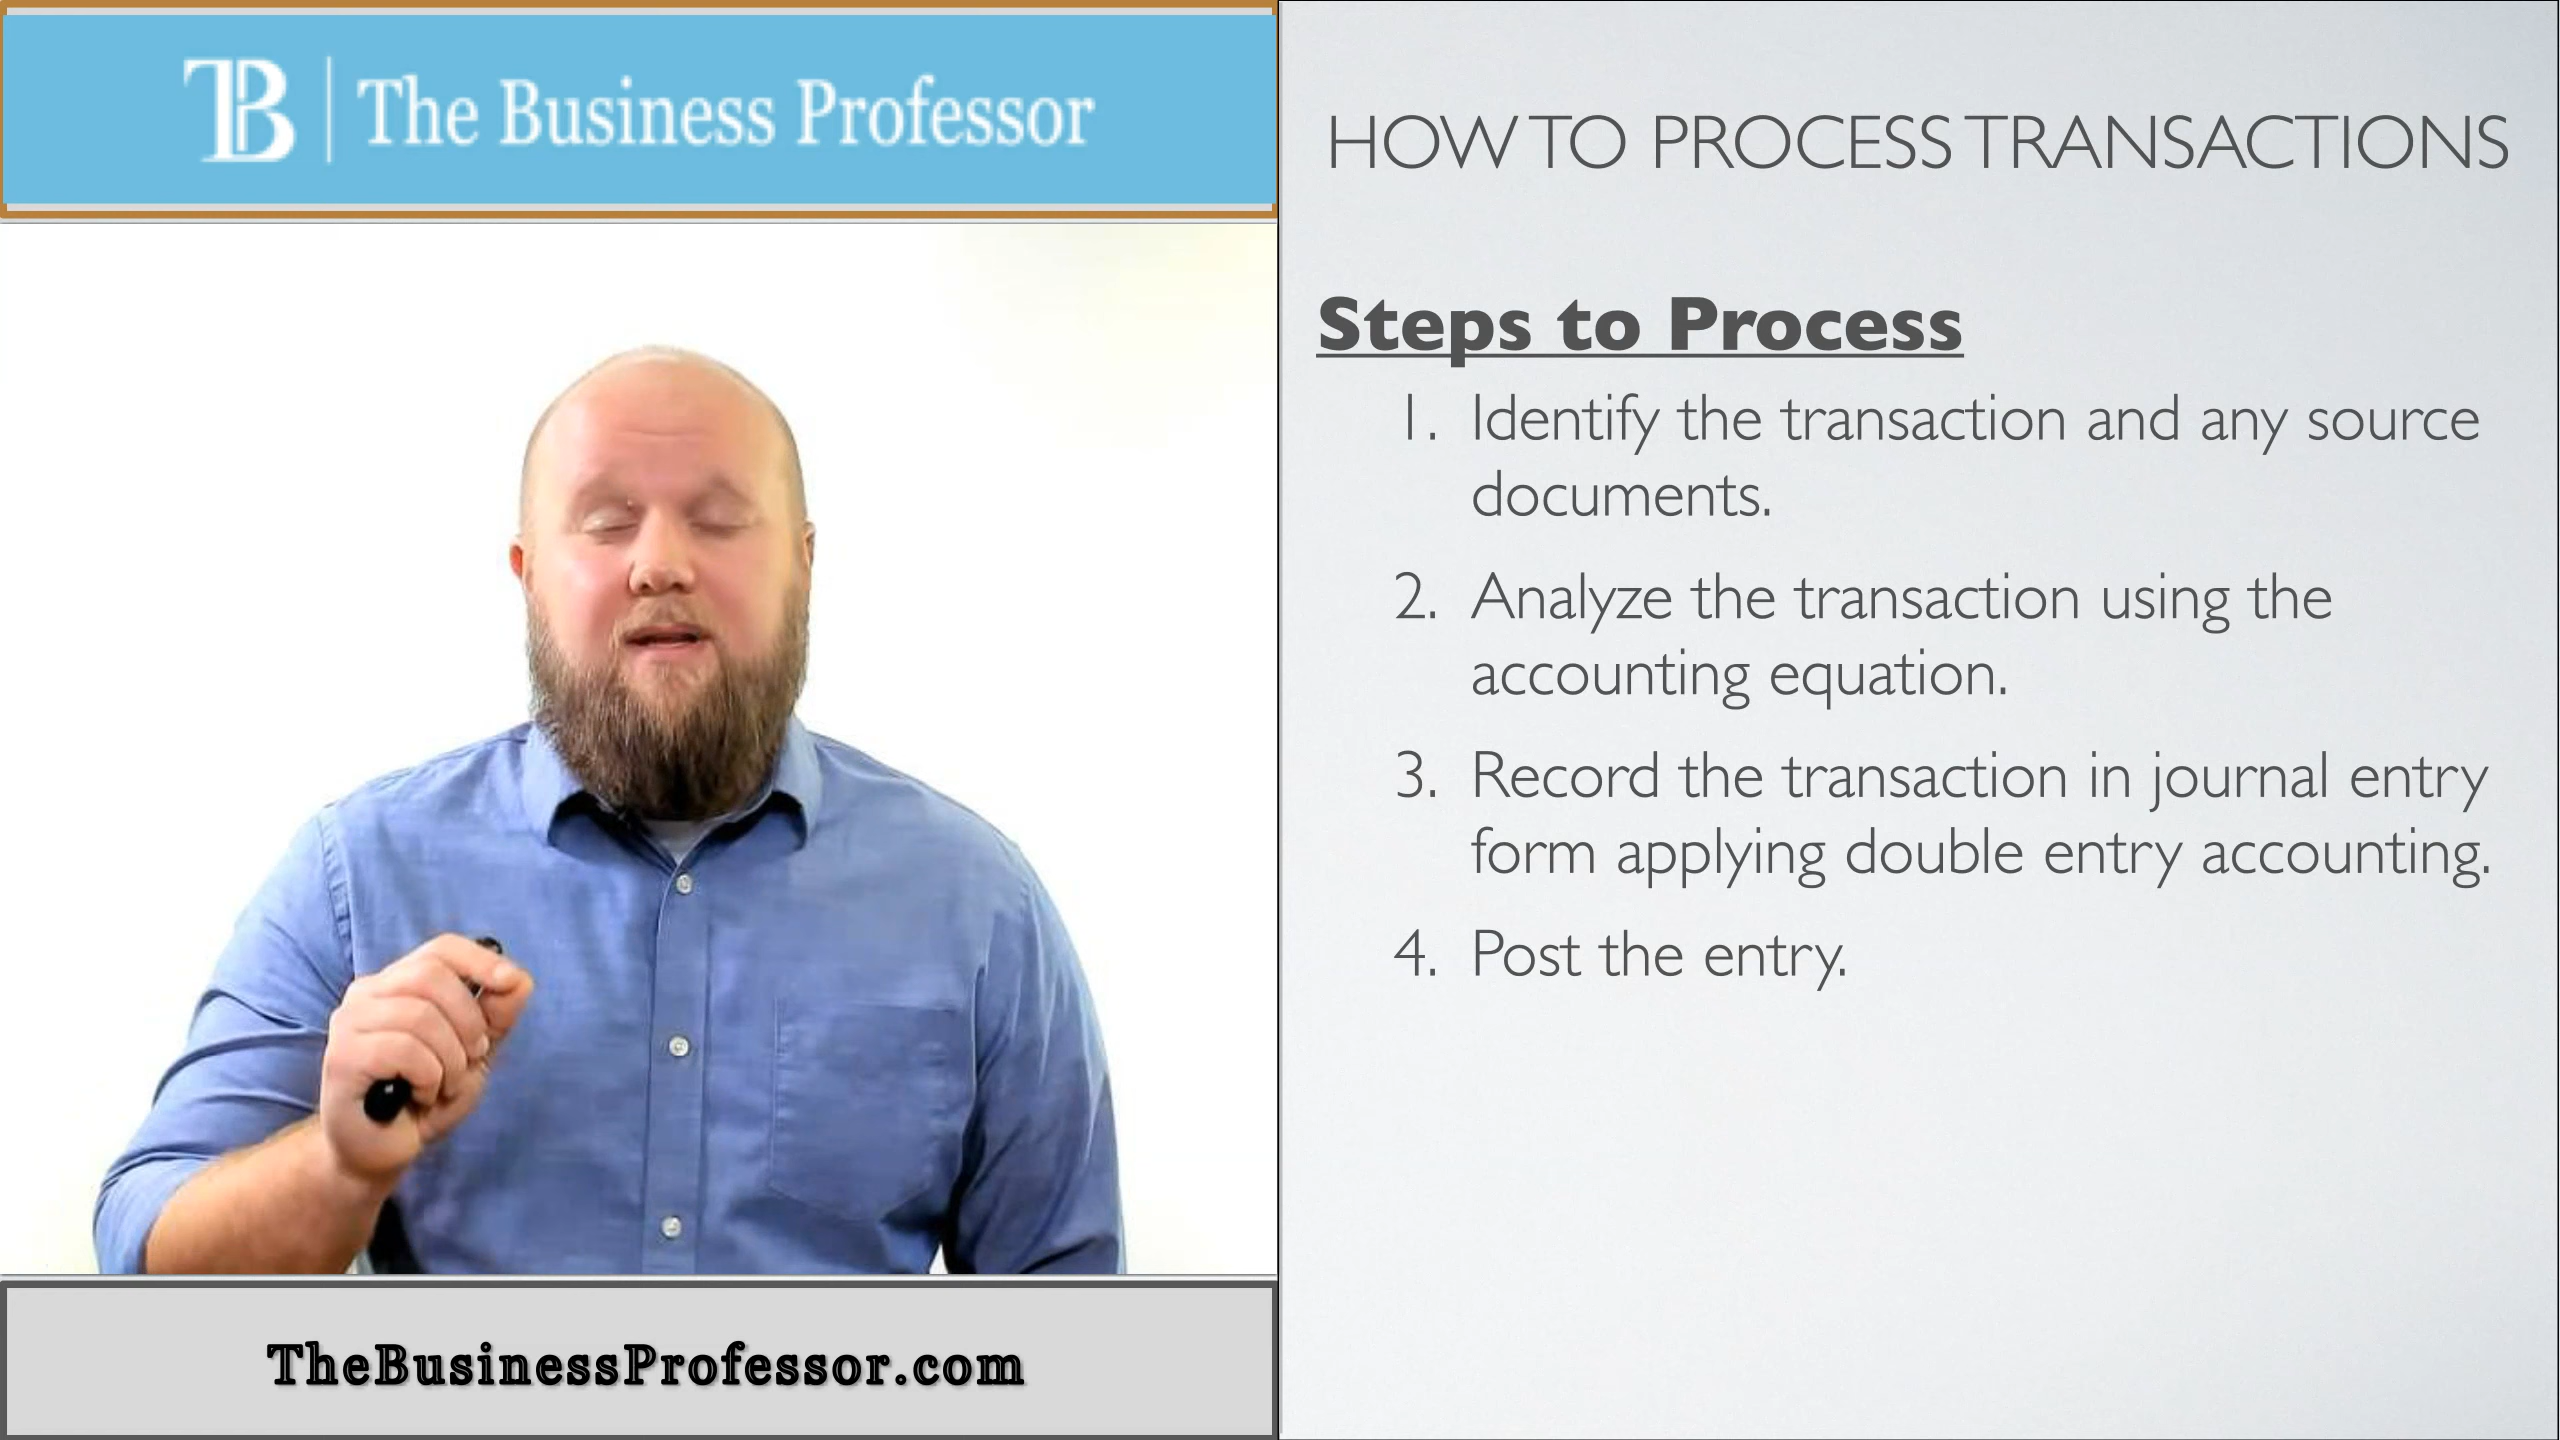 TB | The Business Professor
TheBusinessProfessor.com
HOW TO PROCESS TRANSACTIONS
Steps to Process
1. Identify the transaction and any source
documents.
2. Analyze the transaction using the
accounting equation.
3. Record the transaction in journal entry
form applying double entry accounting.
4. Post the entry.